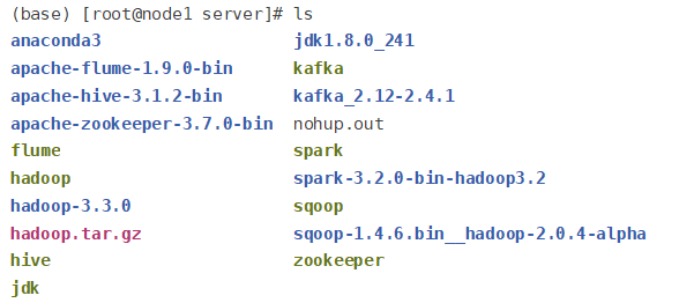 (base) [root@node1 server]# ls
anaconda3 jdk1.8.0_241
apache-flume-1.9.0-bin kafka
apache-hive-3.1.2-bin kafka_2.12-2.4.1
apache-zookeeper-3.7.0-bin nohup.out
flume spark
hadoop spark-3.2.0-bin-hadoop3.2
hadoop-3.3.0 sqoop
hadoop.tar.gz sqoop-1.4.6.bin__hadoop-2.0.4-alpha
hive zookeeper
jdk